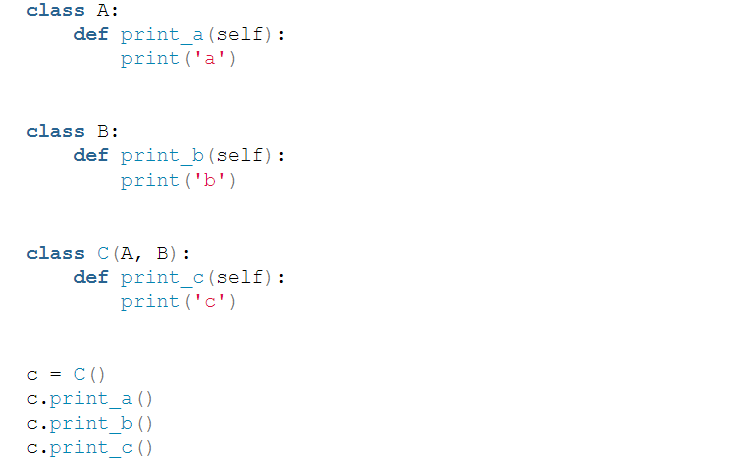 class A:
    def print_a(self):
        print('a')
class B:
    def print_b(self):
        print('b')
class C(A, B):
    def print_c(self):
        print('c')
c = C()
c.print_a()
c.print_b()
c.print_c()